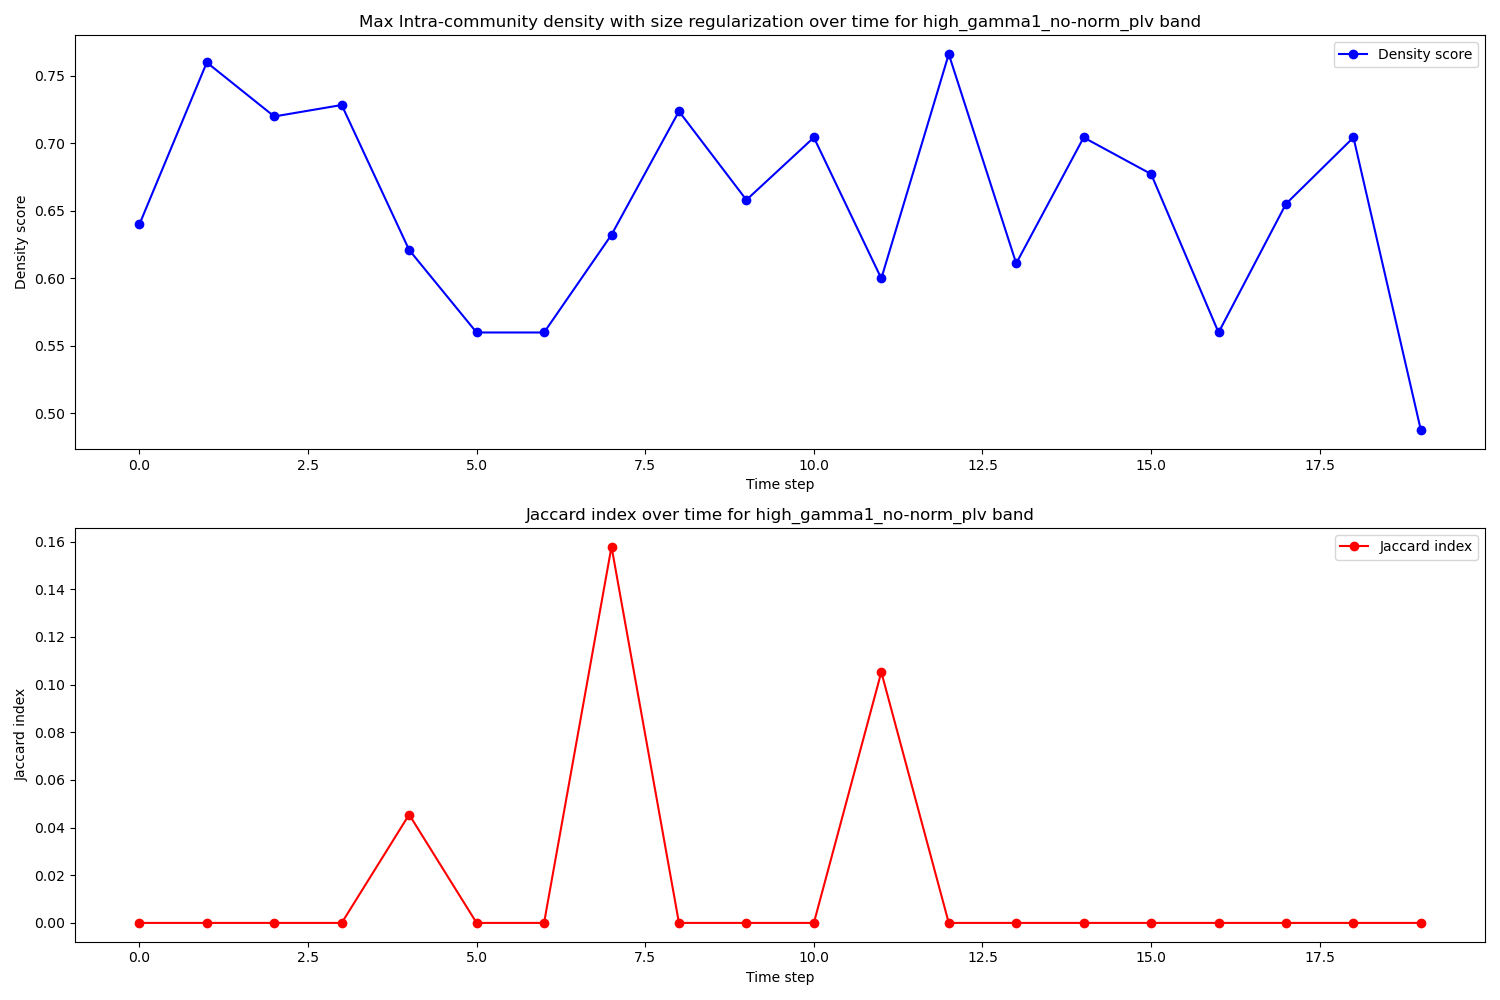 Max Intra-community density with size regularization over time for high_gamma1_no-norm_plv band
Density score
0.75
0.70
0.65
0.60
0.55
0.50
Density score
0.0 2.5 5.0 7.5 10.0 12.5 15.0 17.5
Time step
Jaccard index over time for high_gamma1_no-norm_plv band
Jaccard index
0.16
0.14
0.12
0.10
0.08
0.06
0.04
0.02
0.00
Jaccard index
0.0 2.5 5.0 7.5 10.0 12.5 15.0 17.5
Time step